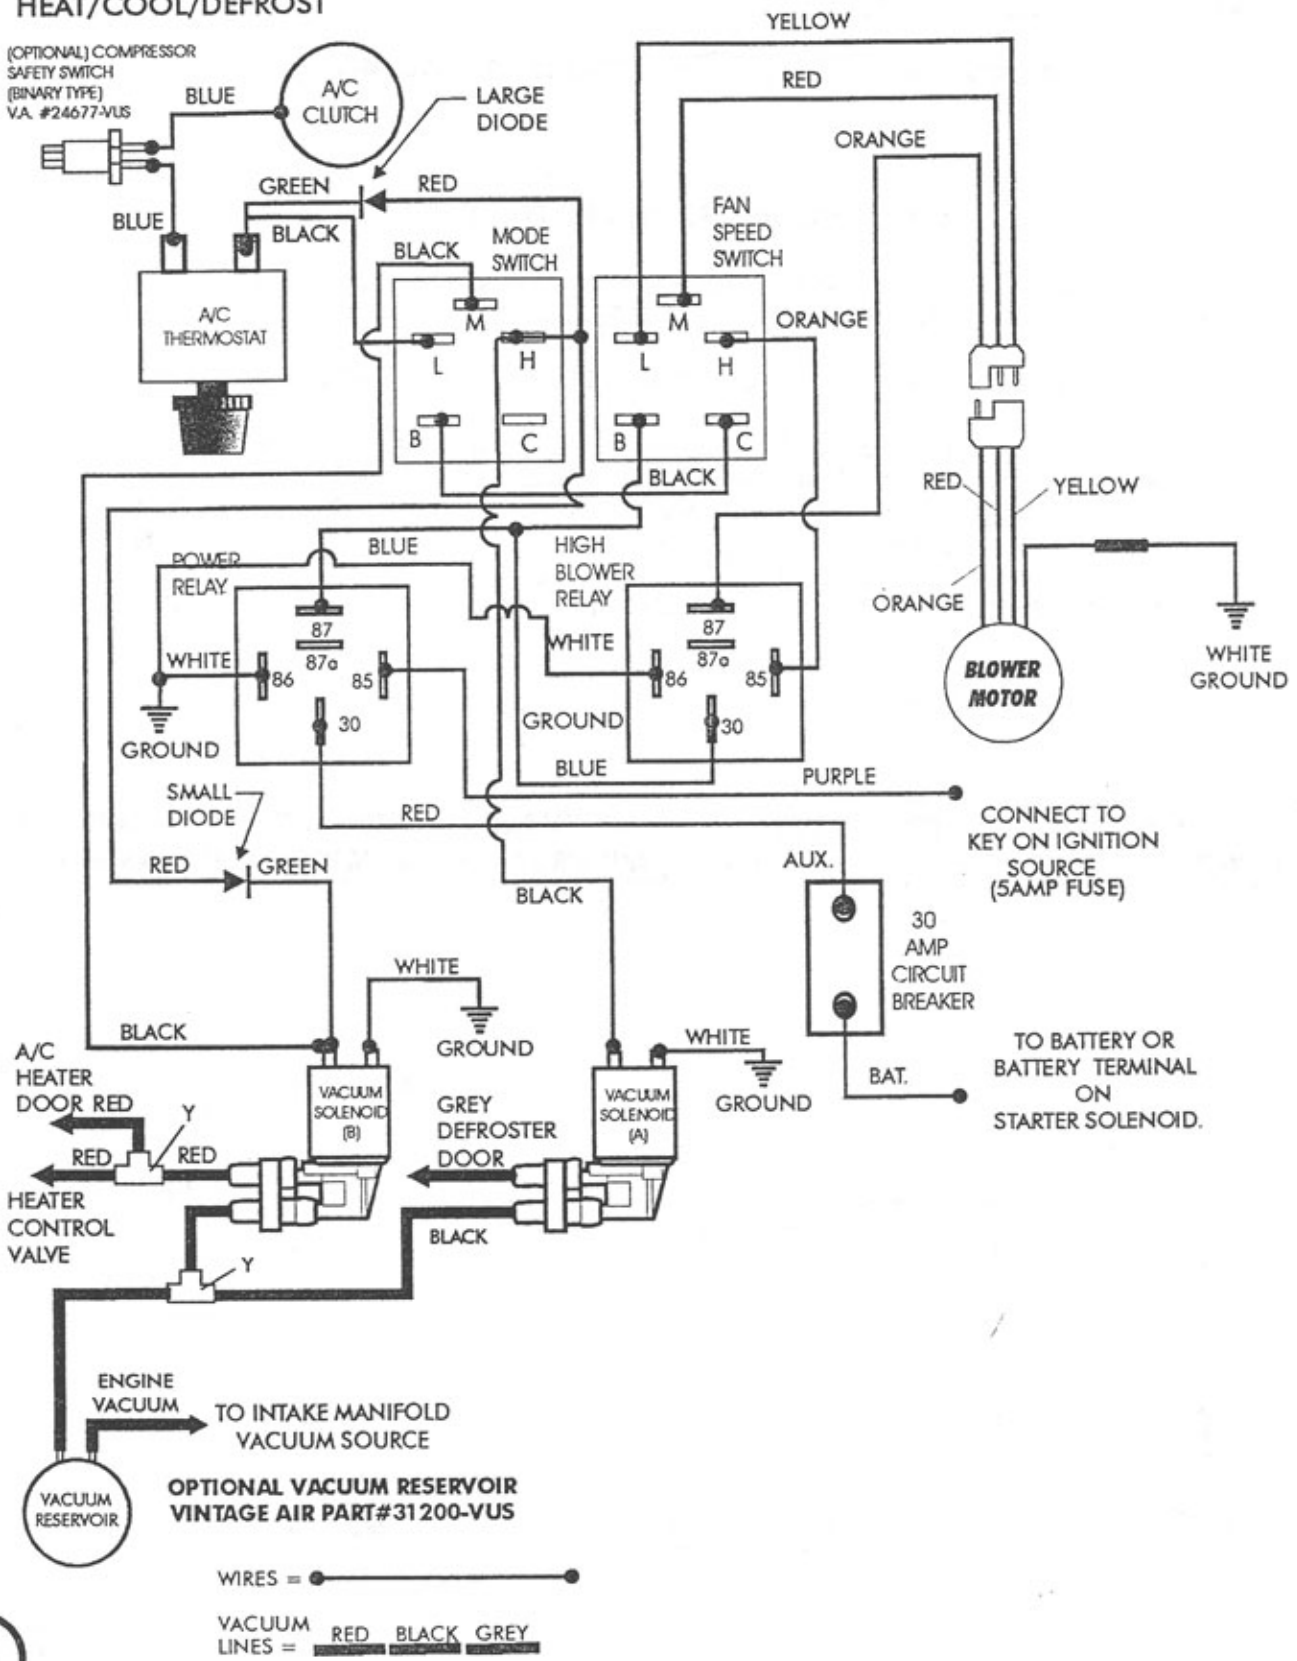 HEAT/COOL/DEFROST
(OPTIONAL) COMPRESSOR
SAFETY SWITCH
(BINARY TYPE)
V.A. #24677-VUS
BLUE
A/C
CLUTCH
LARGE
DIODE
YELLOW
RED
ORANGE
GREEN
RED
BLUE
BLACK
BLACK
MODE
SWITCH
FAN
SPEED
SWITCH
A/C
THERMOSTAT
M
L
H
B
C
M
L
H
B
C
ORANGE
BLACK
RED
YELLOW
ORANGE
BLOWER
MOTOR
WHITE
GROUND
POWER
RELAY
BLUE
HIGH
BLOWER
RELAY
WHITE
87
87a
86
85
30
WHITE
87
87a
86
85
30
GROUND
GROUND
BLUE
PURPLE
CONNECT TO
KEY ON IGNITION
SOURCE
(5AMP FUSE)
SMALL
DIODE
RED
AUX.
RED
GREEN
BLACK
30
AMP
CIRCUIT
BREAKER
WHITE
GROUND
BLACK
WHITE
GROUND
BAT.
TO BATTERY OR
BATTERY TERMINAL
ON
STARTER SOLENOID.
A/C
HEATER
DOOR RED
Y
RED
RED
HEATER
CONTROL
VALVE
VACUUM
SOLENOID
(B)
GREY
DEFROSTER
DOOR
VACUUM
SOLENOID
(A)
BLACK
Y
ENGINE
VACUUM
TO INTAKE MANIFOLD
VACUUM SOURCE
VACUUM
RESERVOIR
OPTIONAL VACUUM RESERVOIR
VINTAGE AIR PART#31200-VUS
WIRES =
VACUUM
LINES =
RED BLACK GREY